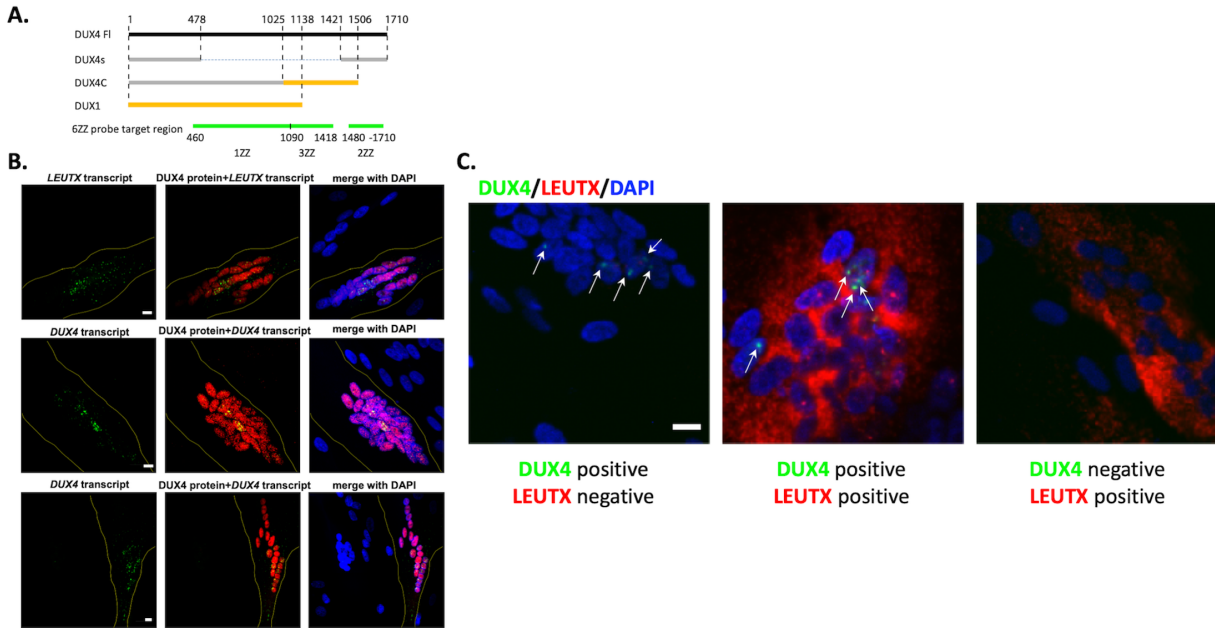 A.
1 478 1025 1138 1421 1506 1710
DUX4 Fl
DUX4s
DUX4C
DUX1
6ZZ probe target region
460 1090 1418 1480 -1710
1ZZ 3ZZ 2ZZ
B.
LEUTX transcript DUX4 protein+LEUTX transcript merge with DAPI
DUX4 transcript DUX4 protein+DUX4 transcript merge with DAPI
DUX4 transcript DUX4 protein+DUX4 transcript merge with DAPI
C.
DUX4/LEUTX/DAPI
DUX4 positive
LEUTX negative
DUX4 positive
LEUTX positive
DUX4 negative
LEUTX positive